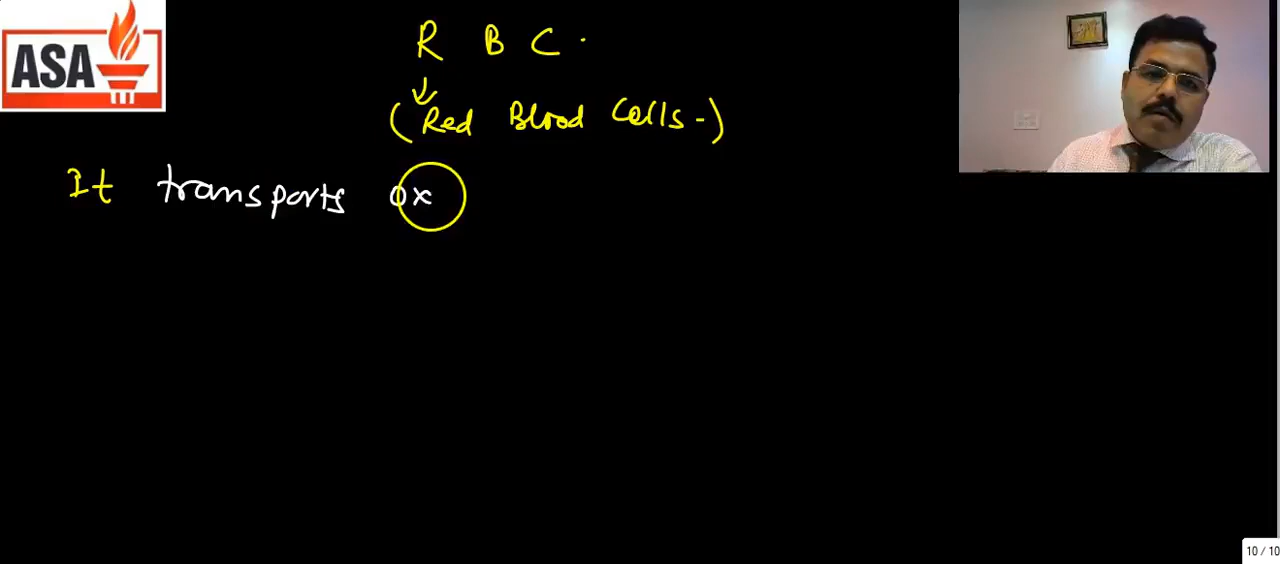 ASA
R B C .
(Red Blood Cells-)
It transports ox
10 / 10